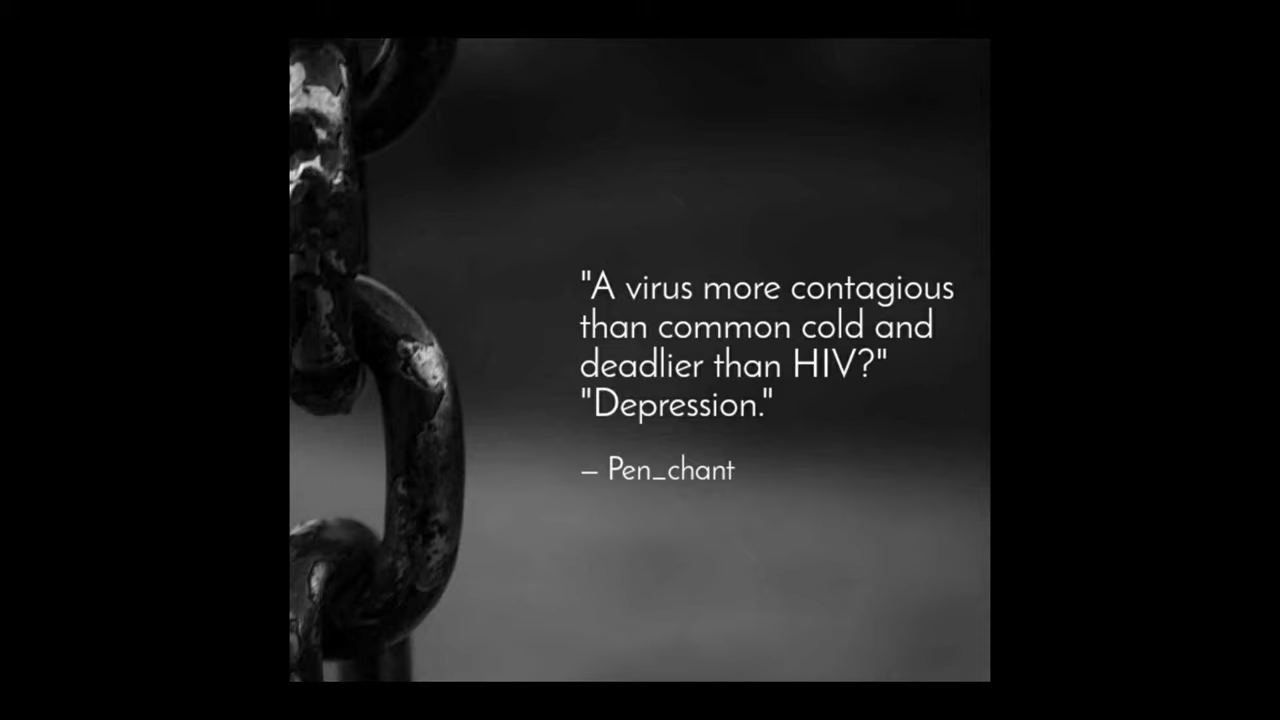 "A virus more contagious
than common cold and
deadlier than HIV?"
"Depression."
– Pen_chant